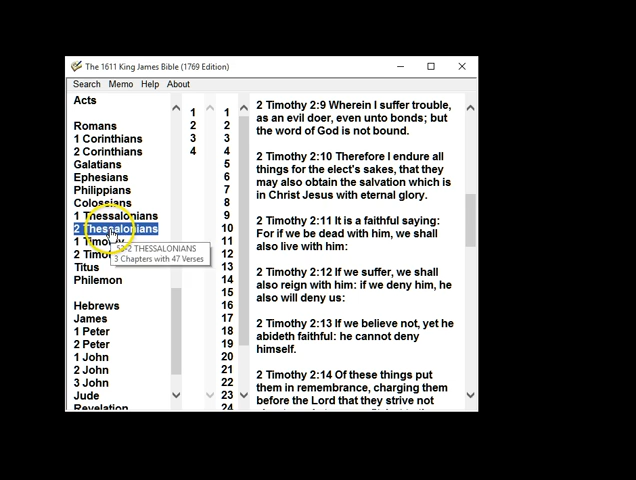 The 1611 King James Bible (1769 Edition)
Search Memo Help About
Acts
Romans
1 Corinthians
2 Corinthians
Galatians
Ephesians
Philippians
Colossians
1 Thessalonians
2 Thessalonians
1 Timothy
2 Timo
Titus
Philemon
Hebrews
James
1 Peter
2 Peter
1 John
2 John
3 John
Jude
Revelation
52-2 THESSALONIANS
3 Chapters with 47 Verses
1
2
3
4
1
2
3
4
5
6
7
8
9
10
11
12
13
14
15
16
17
18
19
20
21
22
23
24
2 Timothy 2:9 Wherein I suffer trouble,
as an evil doer, even unto bonds; but
the word of God is not bound.
2 Timothy 2:10 Therefore I endure all
things for the elect's sakes, that they
may also obtain the salvation which is
in Christ Jesus with eternal glory.
2 Timothy 2:11 It is a faithful saying:
For if we be dead with him, we shall
also live with him:
2 Timothy 2:12 If we suffer, we shall
also reign with him: if we deny him, he
also will deny us:
2 Timothy 2:13 If we believe not, yet he
abideth faithful: he cannot deny
himself.
2 Timothy 2:14 Of these things put
them in remembrance, charging them
before the Lord that they strive not